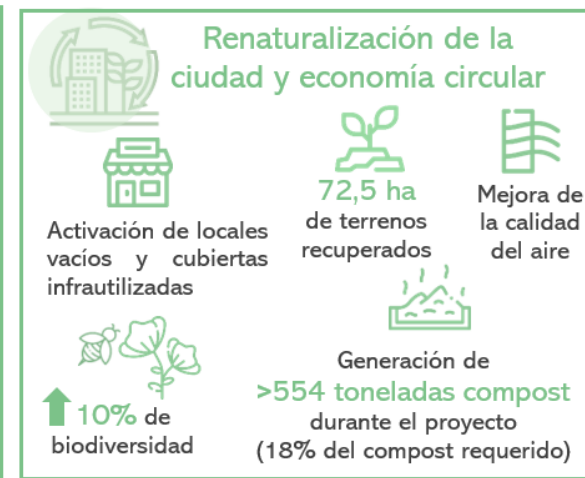 Renaturalización de la
ciudad y economía circular
Activación de locales
vacíos y cubiertas
infrautilizadas
72,5 ha
de terrenos
recuperados
Mejora de
la calidad
del aire
10% de
biodiversidad
Generación de
>554 toneladas compost
durante el proyecto
(18% del compost requerido)